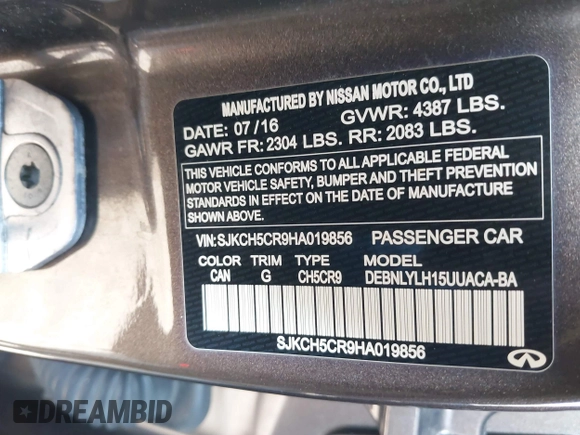 MANUFACTURED BY NISSAN MOTOR CO., LTD
DATE: 07/16 GVWR: 4387 LBS.
GAWR FR: 2304 LBS. RR: 2083 LBS.
THIS VEHICLE CONFORMS TO ALL APPLICABLE FEDERAL
MOTOR VEHICLE SAFETY, BUMPER AND THEFT PREVENTION
STANDARDS IN EFFECT ON THE DATE OF MANUFACTURE
SHOWN ABOVE.
VIN: SJKCH5CR9HA019856 PASSENGER CAR
COLOR TRIM TYPE MODEL
CAN G CH5CR9 DEBNLYLH15UUACA-BA
SJKCH5CR9HA019856
DREAMBID